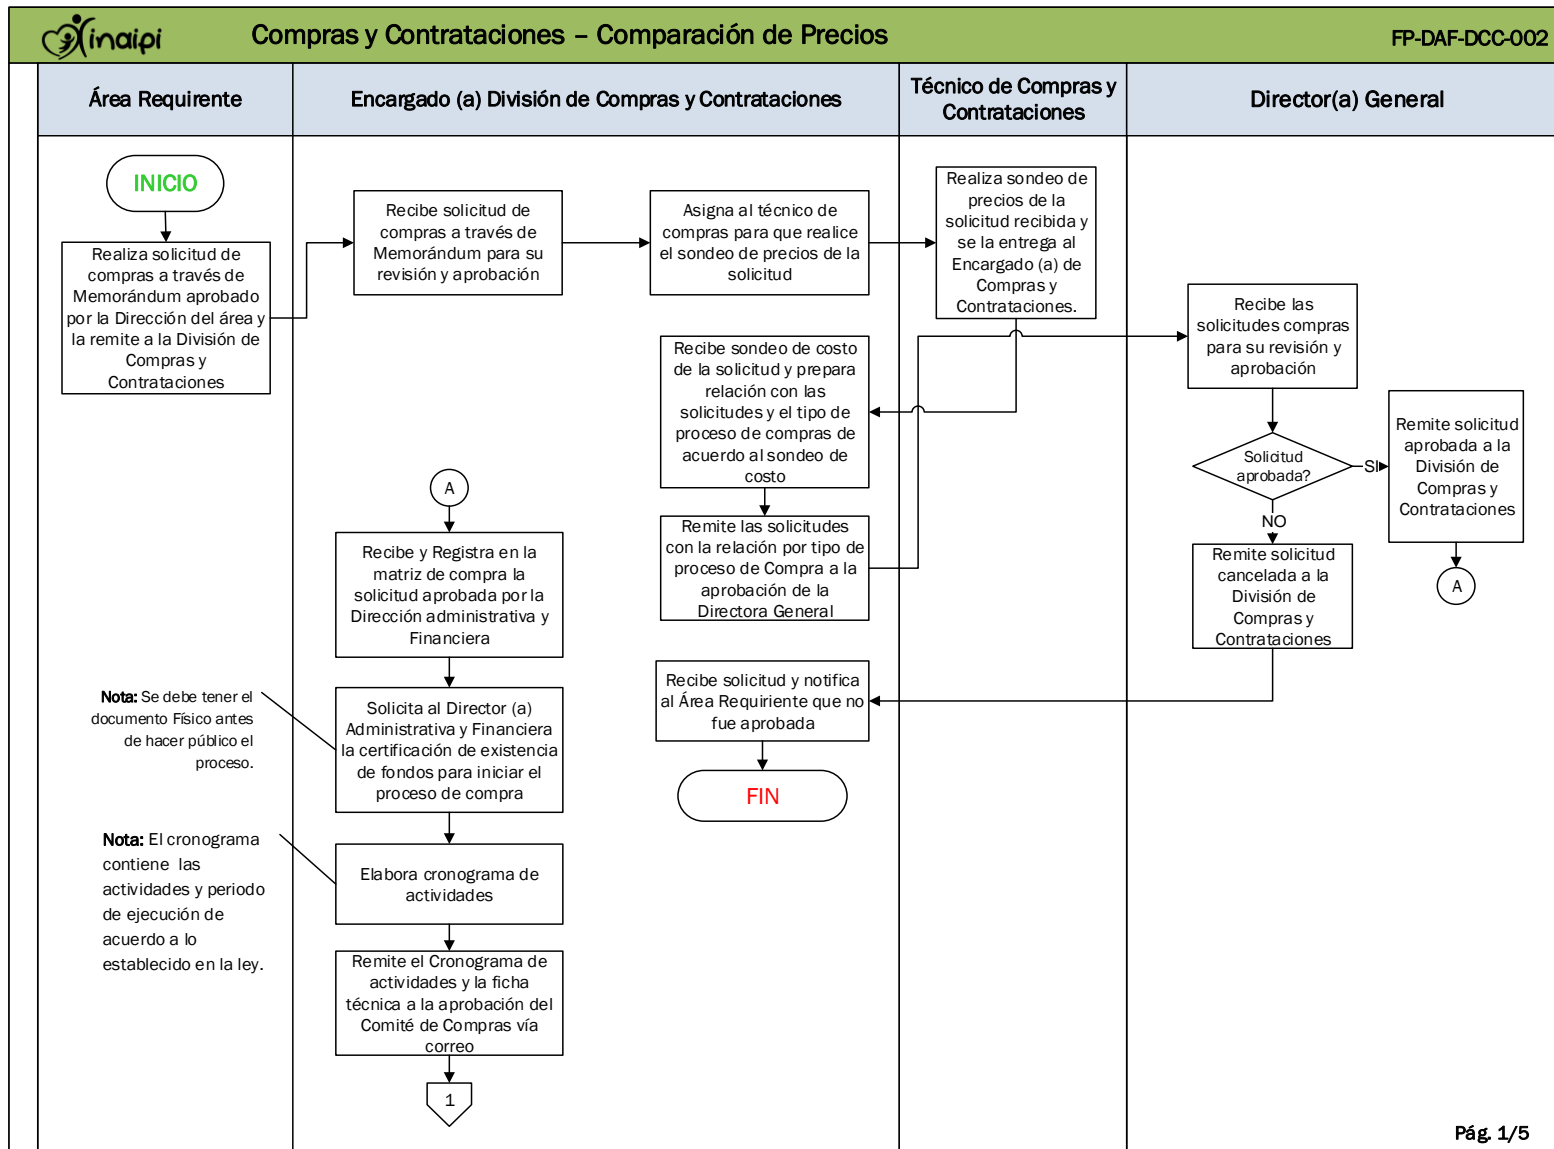 inaipi
Compras y Contrataciones – Comparación de Precios
FP-DAF-DCC-002
Área Requirente
Encargado (a) División de Compras y Contrataciones
Técnico de Compras y
Contrataciones
Director(a) General
INICIO
Realiza solicitud de
compras a través de
Memorándum aprobado
por la Dirección del área y
la remite a la División de
Compras y
Contrataciones
Recibe solicitud de
compras a través de
Memorándum para su
revisión y aprobación
Asigna al técnico de
compras para que realice
el sondeo de precios de la
solicitud
Realiza sondeo de
precios de la
solicitud recibida y
se la entrega al
Encargado (a) de
Compras y
Contrataciones.
Recibe sondeo de costo
de la solicitud y prepara
relación con las
solicitudes y el tipo de
proceso de compras de
acuerdo al sondeo de
costo
Remite las solicitudes
con la relación por tipo de
proceso de Compra a la
aprobación de la
Directora General
Recibe las
solicitudes compras
para su revisión y
aprobación
Solicitud
aprobada?
SI
Remite solicitud
aprobada a la
División de
Compras y
Contrataciones
A
NO
Remite solicitud
cancelada a la
División de
Compras y
Contrataciones
Recibe solicitud y notifica
al Área Requiriente que no
fue aprobada
FIN
A
Recibe y Registra en la
matriz de compra la
solicitud aprobada por la
Dirección administrativa y
Financiera
Nota: Se debe tener el
documento Físico antes
de hacer público el
proceso.
Solicita al Director (a)
Administrativa y Financiera
la certificación de existencia
de fondos para iniciar el
proceso de compra
Nota: El cronograma
contiene las
actividades y periodo
de ejecución de
acuerdo a lo
establecido en la ley.
Elabora cronograma de
actividades
Remite el Cronograma de
actividades y la ficha
técnica a la aprobación del
Comité de Compras vía
correo
1
Pág. 1/5